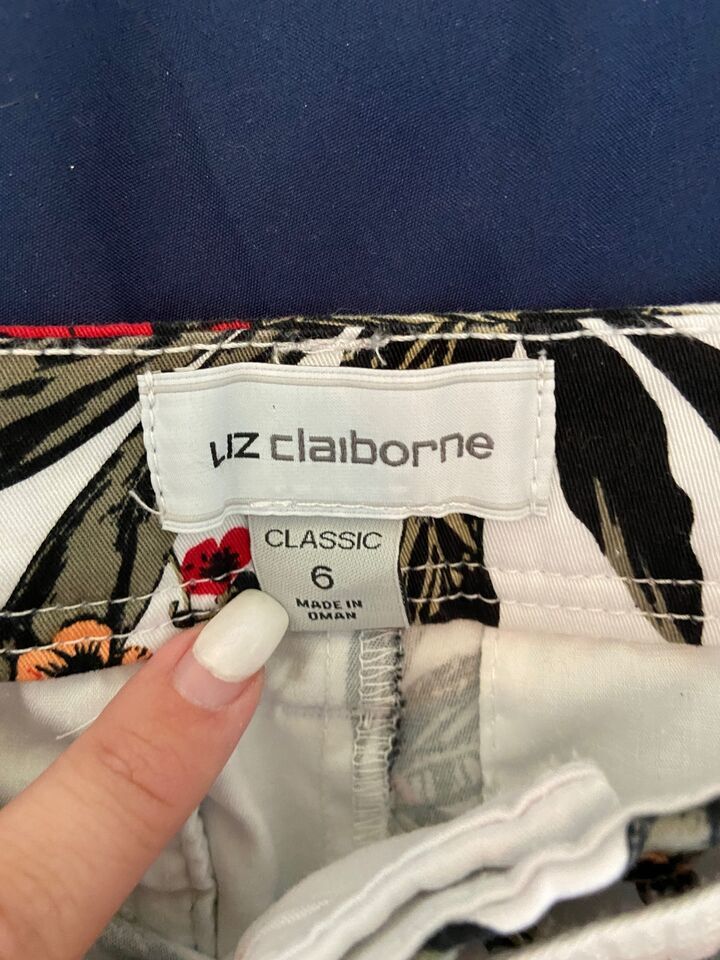 LIZ claiborne
CLASSIC
6
MADE IN
OMAN